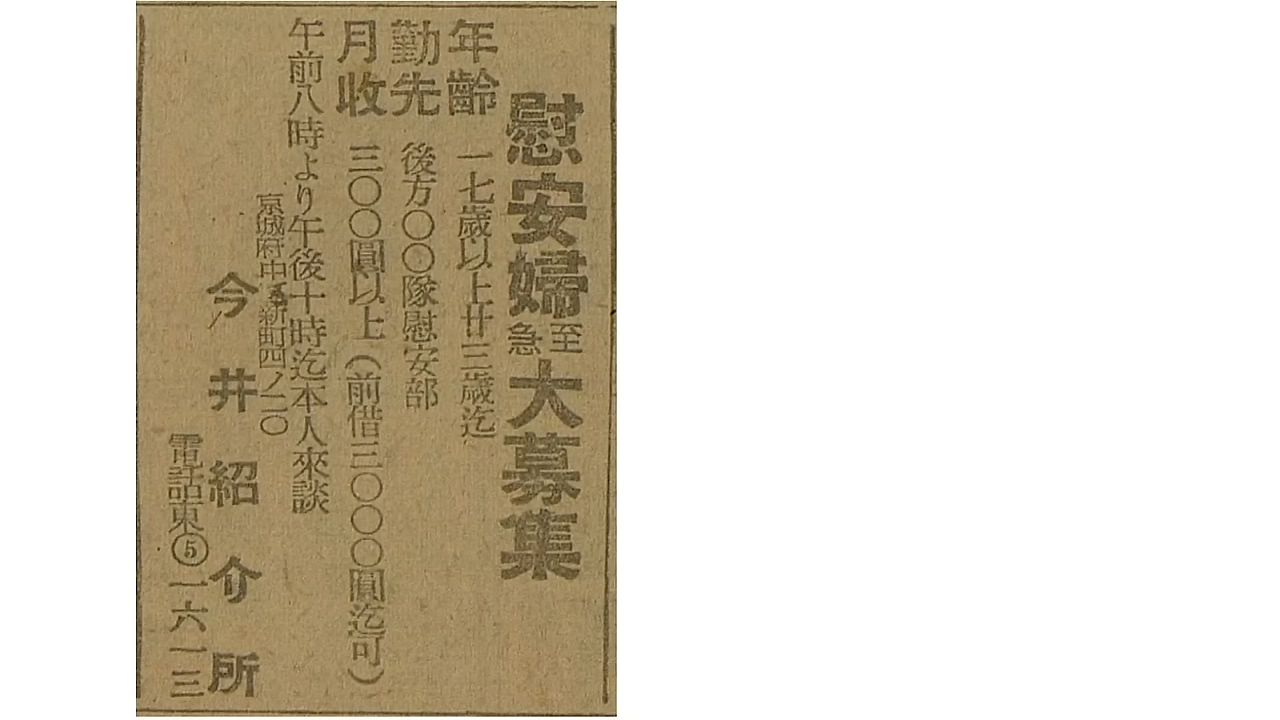 慰安婦至急大募集
年齡 一七歲以上廿三歲迄
勤先 後方〇〇隊慰安部
月收 三〇〇圓以上(前借三〇〇〇圓迄可)
午前八時より午後十時迄本人來談
京城府中區新町四ノ二〇
今井紹介所
電話東⑤一六一三